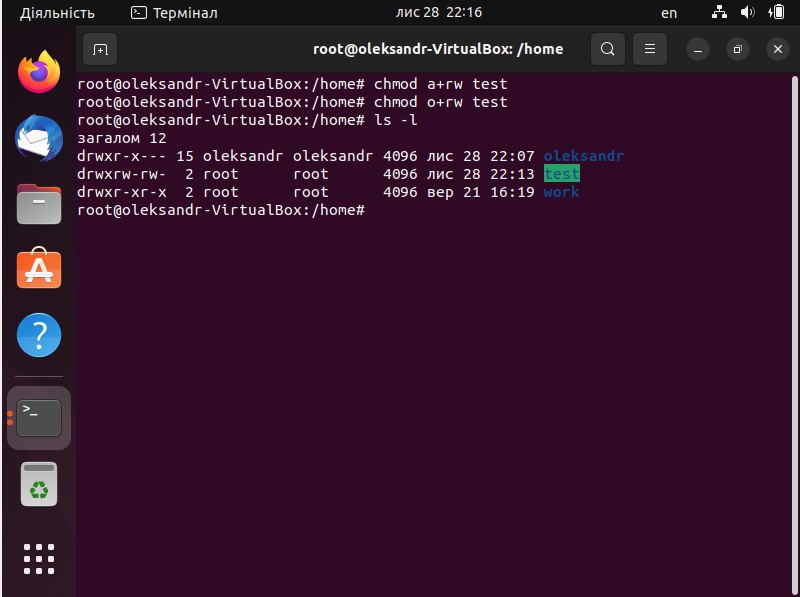 Діяльність Термінал лис 28 22:16 en
root@oleksandr-VirtualBox: /home
root@oleksandr-VirtualBox:/home# chmod a+rw test
root@oleksandr-VirtualBox:/home# chmod o+rw test
root@oleksandr-VirtualBox:/home# ls -l
загалом 12
drwxr-x--- 15 oleksandr oleksandr 4096 лис 28 22:07 oleksandr
drwxrw-rw-  2 root      root      4096 лис 28 22:13 test
drwxr-xr-x  2 root      root      4096 вер 21 16:19 work
root@oleksandr-VirtualBox:/home#